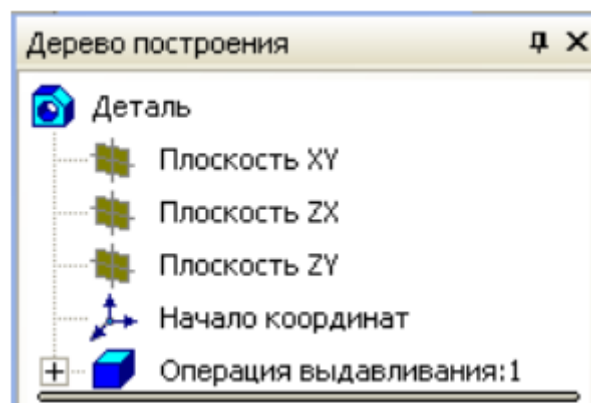 Дерево построения
Деталь
Плоскость XY
Плоскость ZX
Плоскость ZY
Начало координат
Операция выдавливания:1